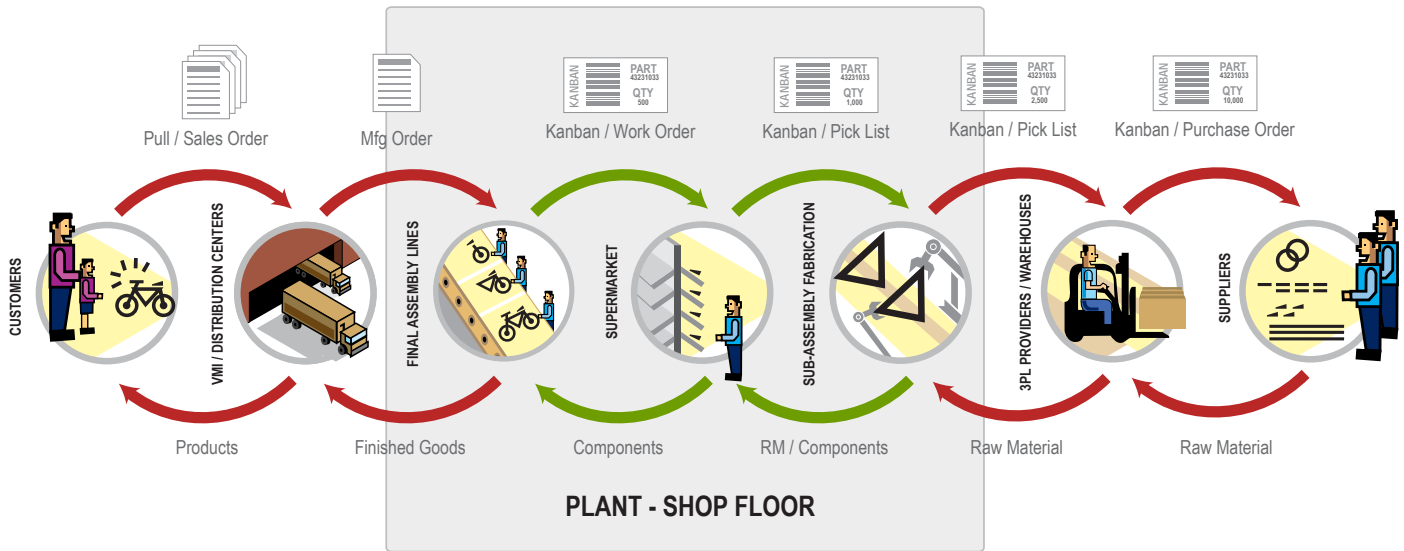 KANBAN
PART
43231033
QTY
500
KANBAN
PART
43231033
QTY
1,000
KANBAN
PART
43231033
QTY
2,500
KANBAN
PART
43231033
QTY
10,000
Pull / Sales Order
Mfg Order
Kanban / Work Order
Kanban / Pick List
Kanban / Pick List
Kanban / Purchase Order
CUSTOMERS
VMI / DISTRIBUTION CENTERS
FINAL ASSEMBLY LINES
SUPERMARKET
SUB-ASSEMBLY FABRICATION
3PL PROVIDERS / WAREHOUSES
SUPPLIERS
Products
Finished Goods
Components
RM / Components
Raw Material
Raw Material
PLANT - SHOP FLOOR